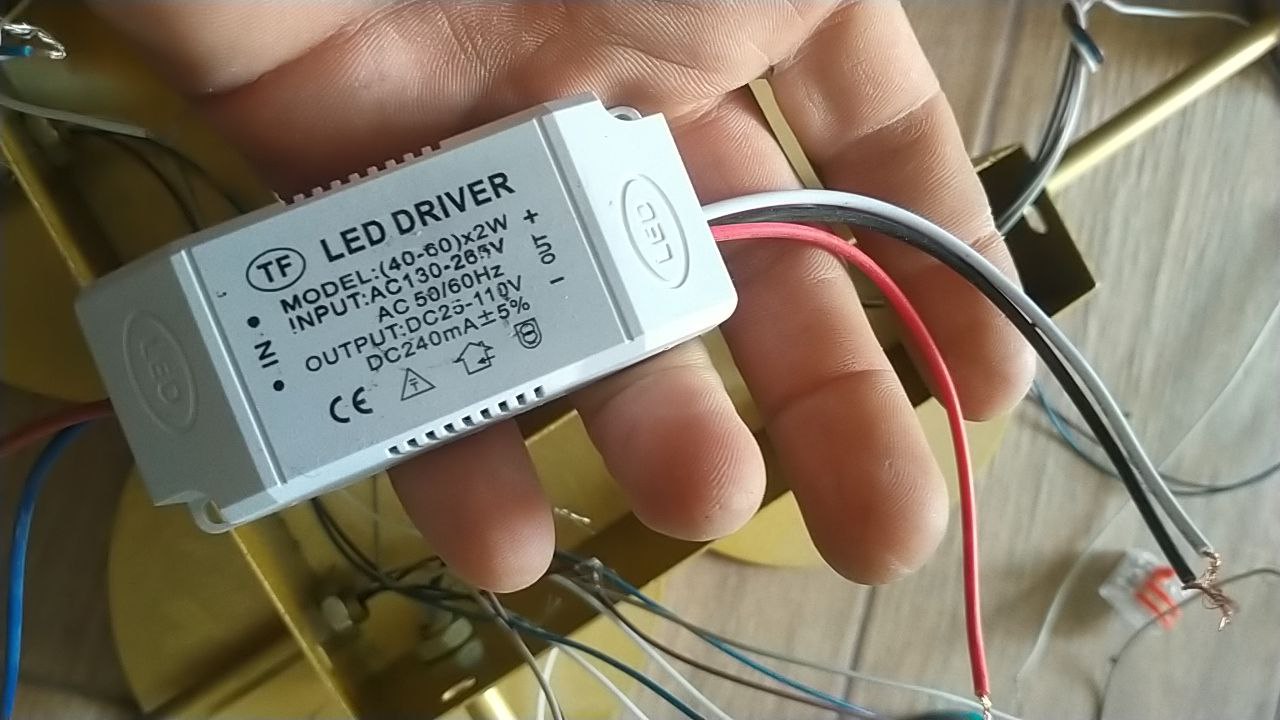 TF
LED DRIVER
MODEL:(40-60)x2W
INPUT:AC130-265V
AC 50/60Hz
OUTPUT:DC25-110V
DC240mA±5%
IN
+ OUT −
CE
T
LED
LED